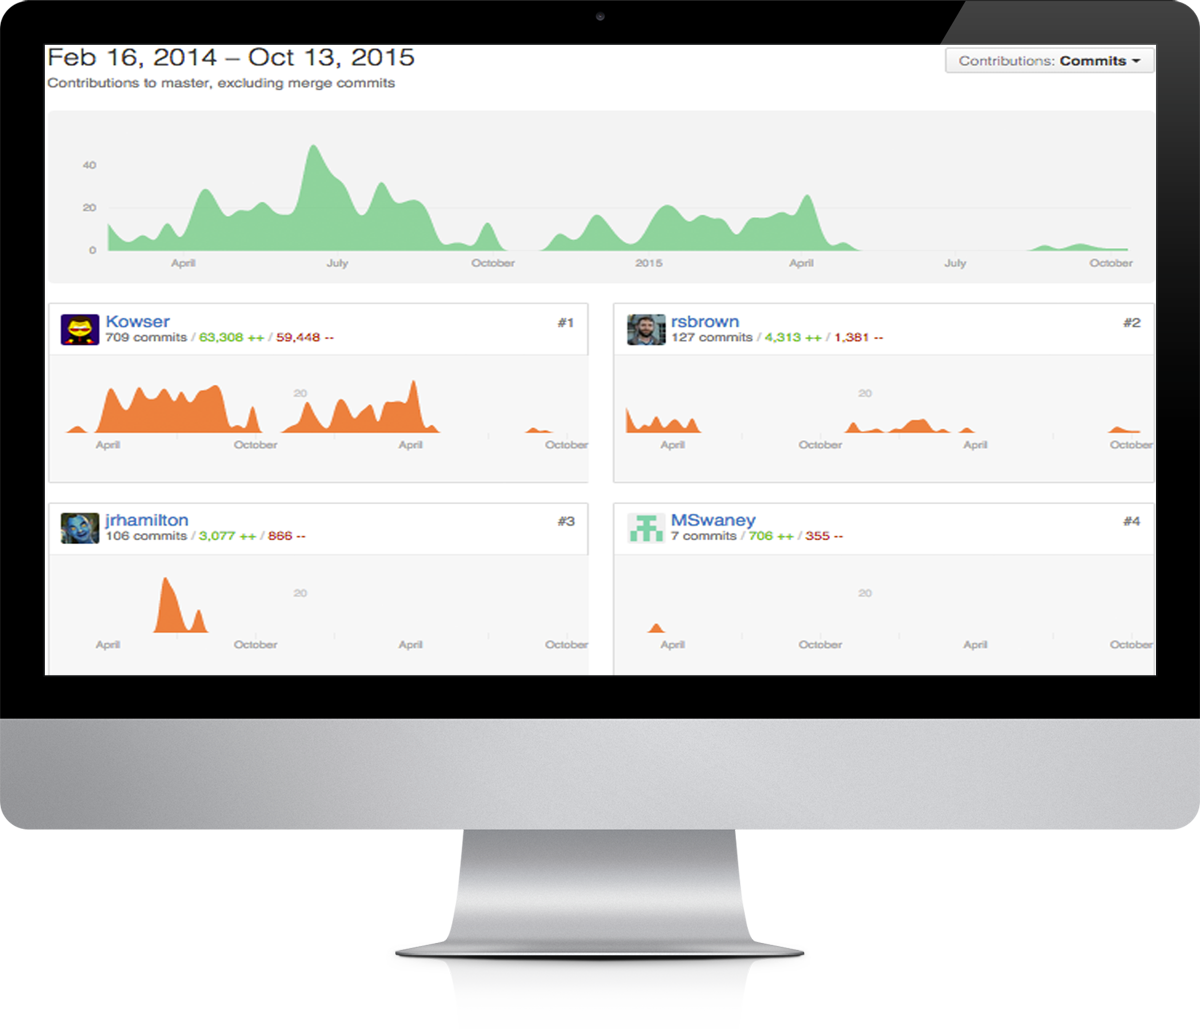 Feb 16, 2014 – Oct 13, 2015
Contributions: Commits
Contributions to master, excluding merge commits
40
20
0
April July October 2015 April July October
Kowser #1
709 commits / 63,308 ++ / 59,448 --
20
April October April October
rsbrown #2
127 commits / 4,313 ++ / 1,381 --
20
April October April October
jrhamilton #3
106 commits / 3,077 ++ / 866 --
20
April October April October
MSwaney #4
7 commits / 706 ++ / 355 --
20
April October April October